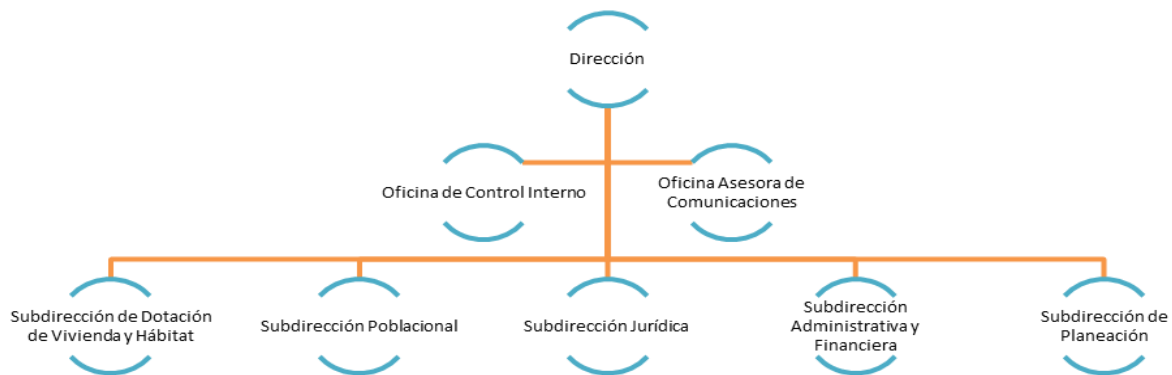 Dirección
Oficina de Control Interno
Oficina Asesora de
Comunicaciones
Subdirección de Dotación
de Vivienda y Hábitat
Subdirección Poblacional
Subdirección Jurídica
Subdirección
Administrativa y
Financiera
Subdirección de
Planeación